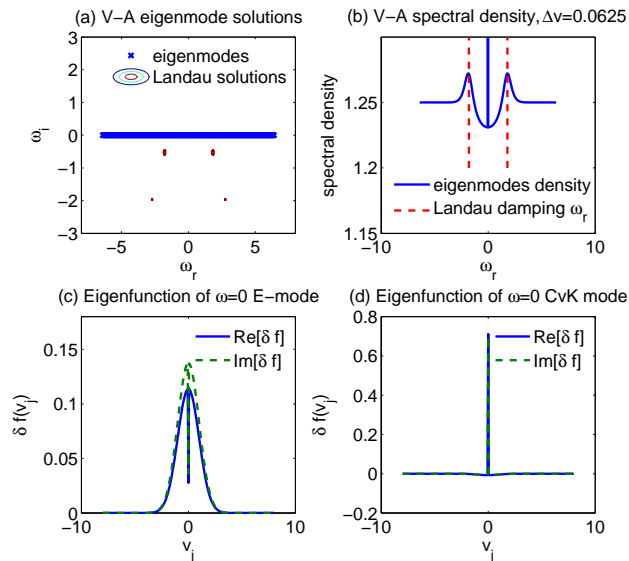 (a) V-A eigenmode solutions
3
2
1
0
-1
-2
-3
ω_i
eigenmodes
Landau solutions
-5 0 5
ω_r
(b) V-A spectral density, Δv=0.0625
1.25
1.2
1.15
spectral density
eigenmodes density
Landau damping ω_r
-10 0 10
ω_r
(c) Eigenfunction of ω=0 E-mode
0.15
0.1
0.05
0
δ f(v_j)
Re[δ f]
Im[δ f]
-10 0 10
v_j
(d) Eigenfunction of ω=0 CvK mode
0.8
0.6
0.4
0.2
0
-0.2
δ f(v_j)
Re[δ f]
Im[δ f]
-10 0 10
v_j